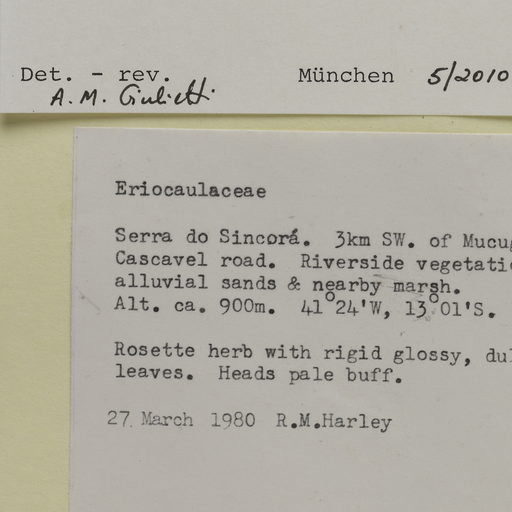 Det. - rev. München 5/2010
A. M. Giulietti
Eriocaulaceae
Serra do Sincorá. 3km SW. of Mucug
Cascavel road. Riverside vegetatio
alluvial sands & nearby marsh.
Alt. ca. 900m. 41°24'W, 13°01'S.
Rosette herb with rigid glossy, dul
leaves. Heads pale buff.
27 March 1980 R.M.Harley